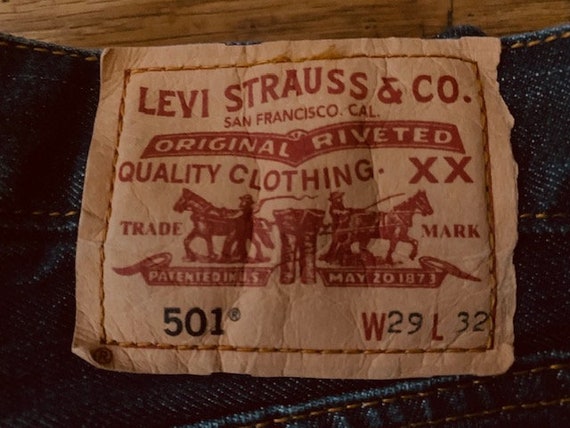 LEVI STRAUSS & CO.
SAN FRANCISCO. CAL.
ORIGINAL RIVETED
QUALITY CLOTHING. XX
TRADE MARK
PATENTED IN U.S. MAY 20 1873
501® W29 L 32
®